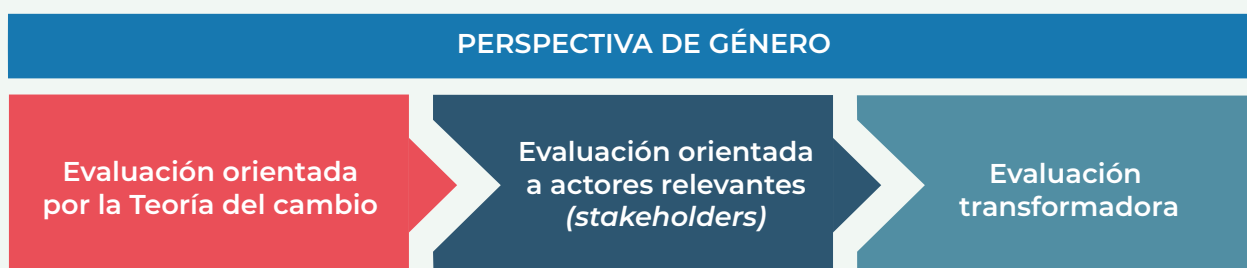 PERSPECTIVA DE GÉNERO
Evaluación orientada
por la Teoría del cambio
Evaluación orientada
a actores relevantes
(stakeholders)
Evaluación
transformadora